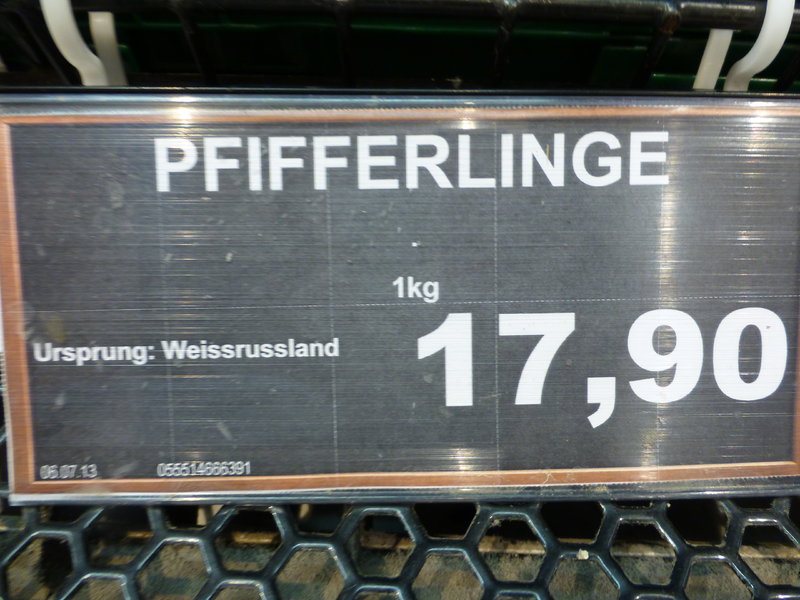 PFIFFERLINGE
1kg
Ursprung: Weissrussland
17,90
06.07.13 055514666391